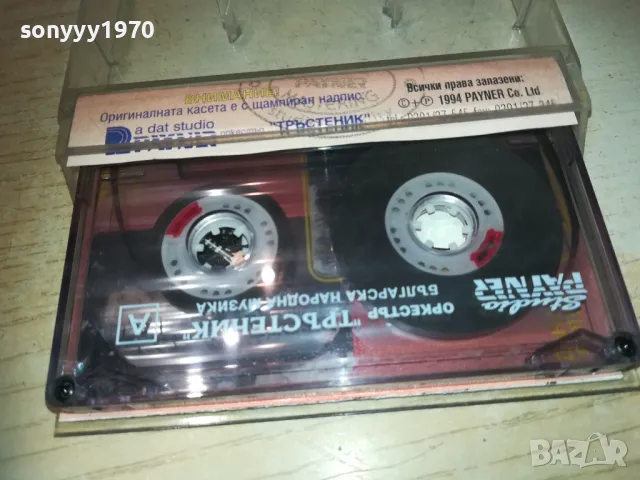 sonyyy1970
ВНИМАНИЕ!
Оригиналната касета е с щампиран надпис:
a dat studio
PAYNER "ТРЪСТЕНИК"
PAYNER
Всички права запазени:
©+℗ 1994 PAYNER Co. Ltd
Studio
PAYNER
ОРКЕСТЪР "ТРЪСТЕНИК"
БЪЛГАРСКА НАРОДНА МУЗИКА
A
BAZAR